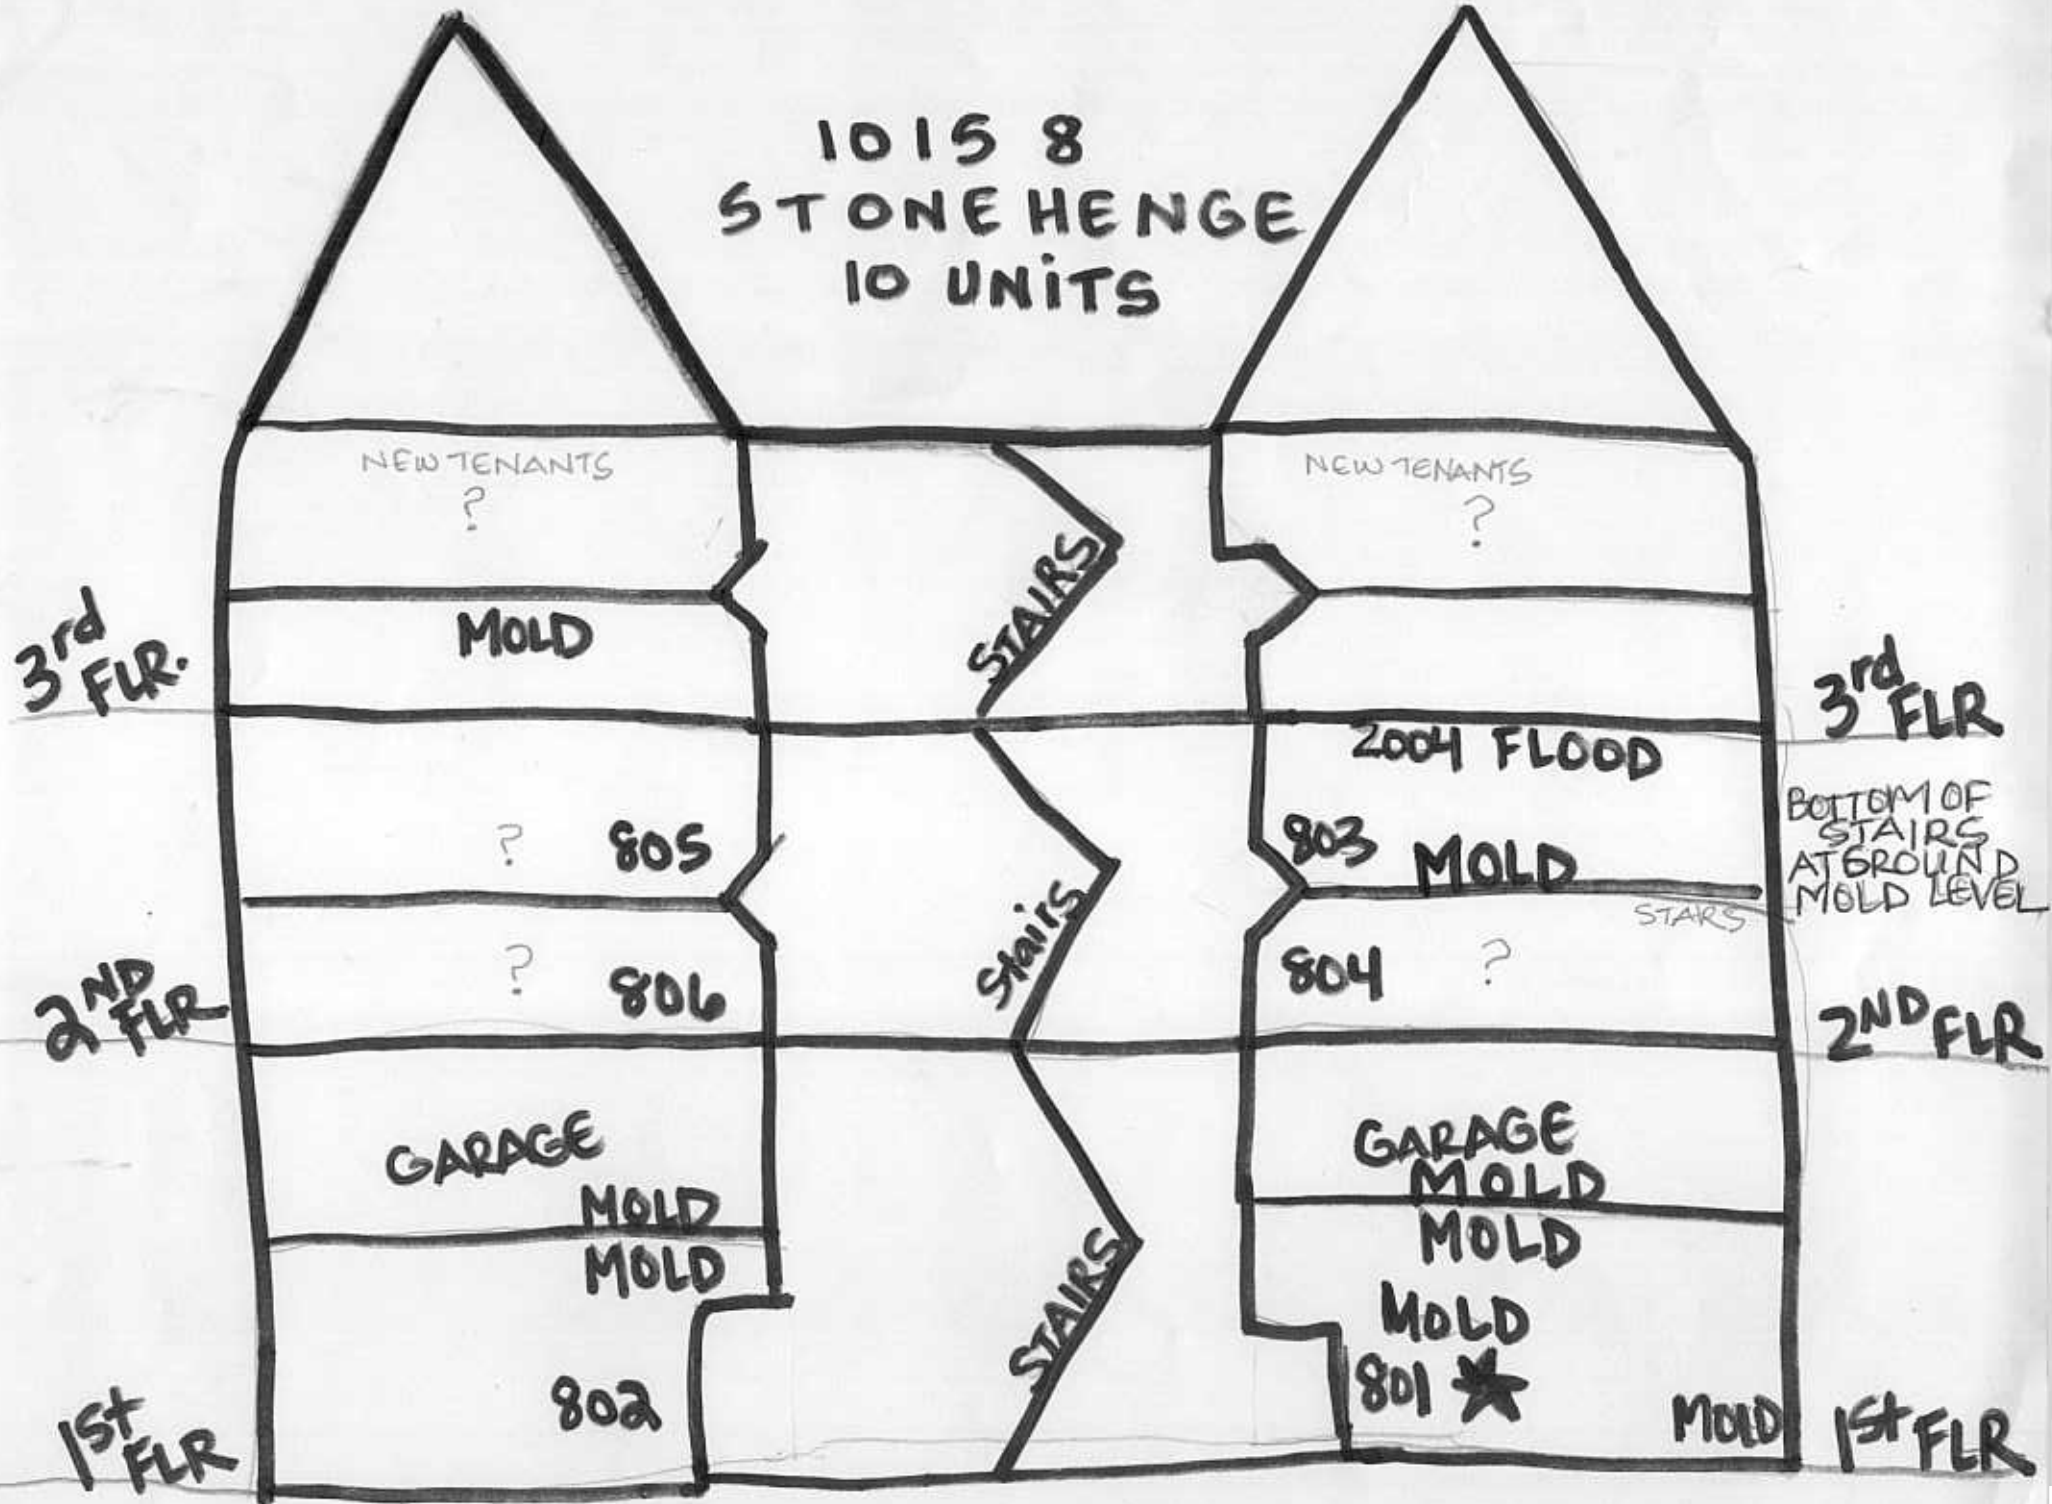 1015 8
STONEHENGE
10 UNiTS
NEW TENANTS
?
NEW TENANTS
?
STAIRS
MOLD
3rd
FLR.
3rd
FLR
2004 FLOOD
? 805
803 MOLD
BOTTOM OF
STAIRS
AT GROUND
MOLD LEVEL
STAIRS
Stairs
? 806
804 ?
2ND
FLR
2ND FLR
GARAGE
MOLD
MOLD
GARAGE
MOLD
MOLD
MOLD
STAIRS
802
801
MOLD
1st
FLR
1st FLR